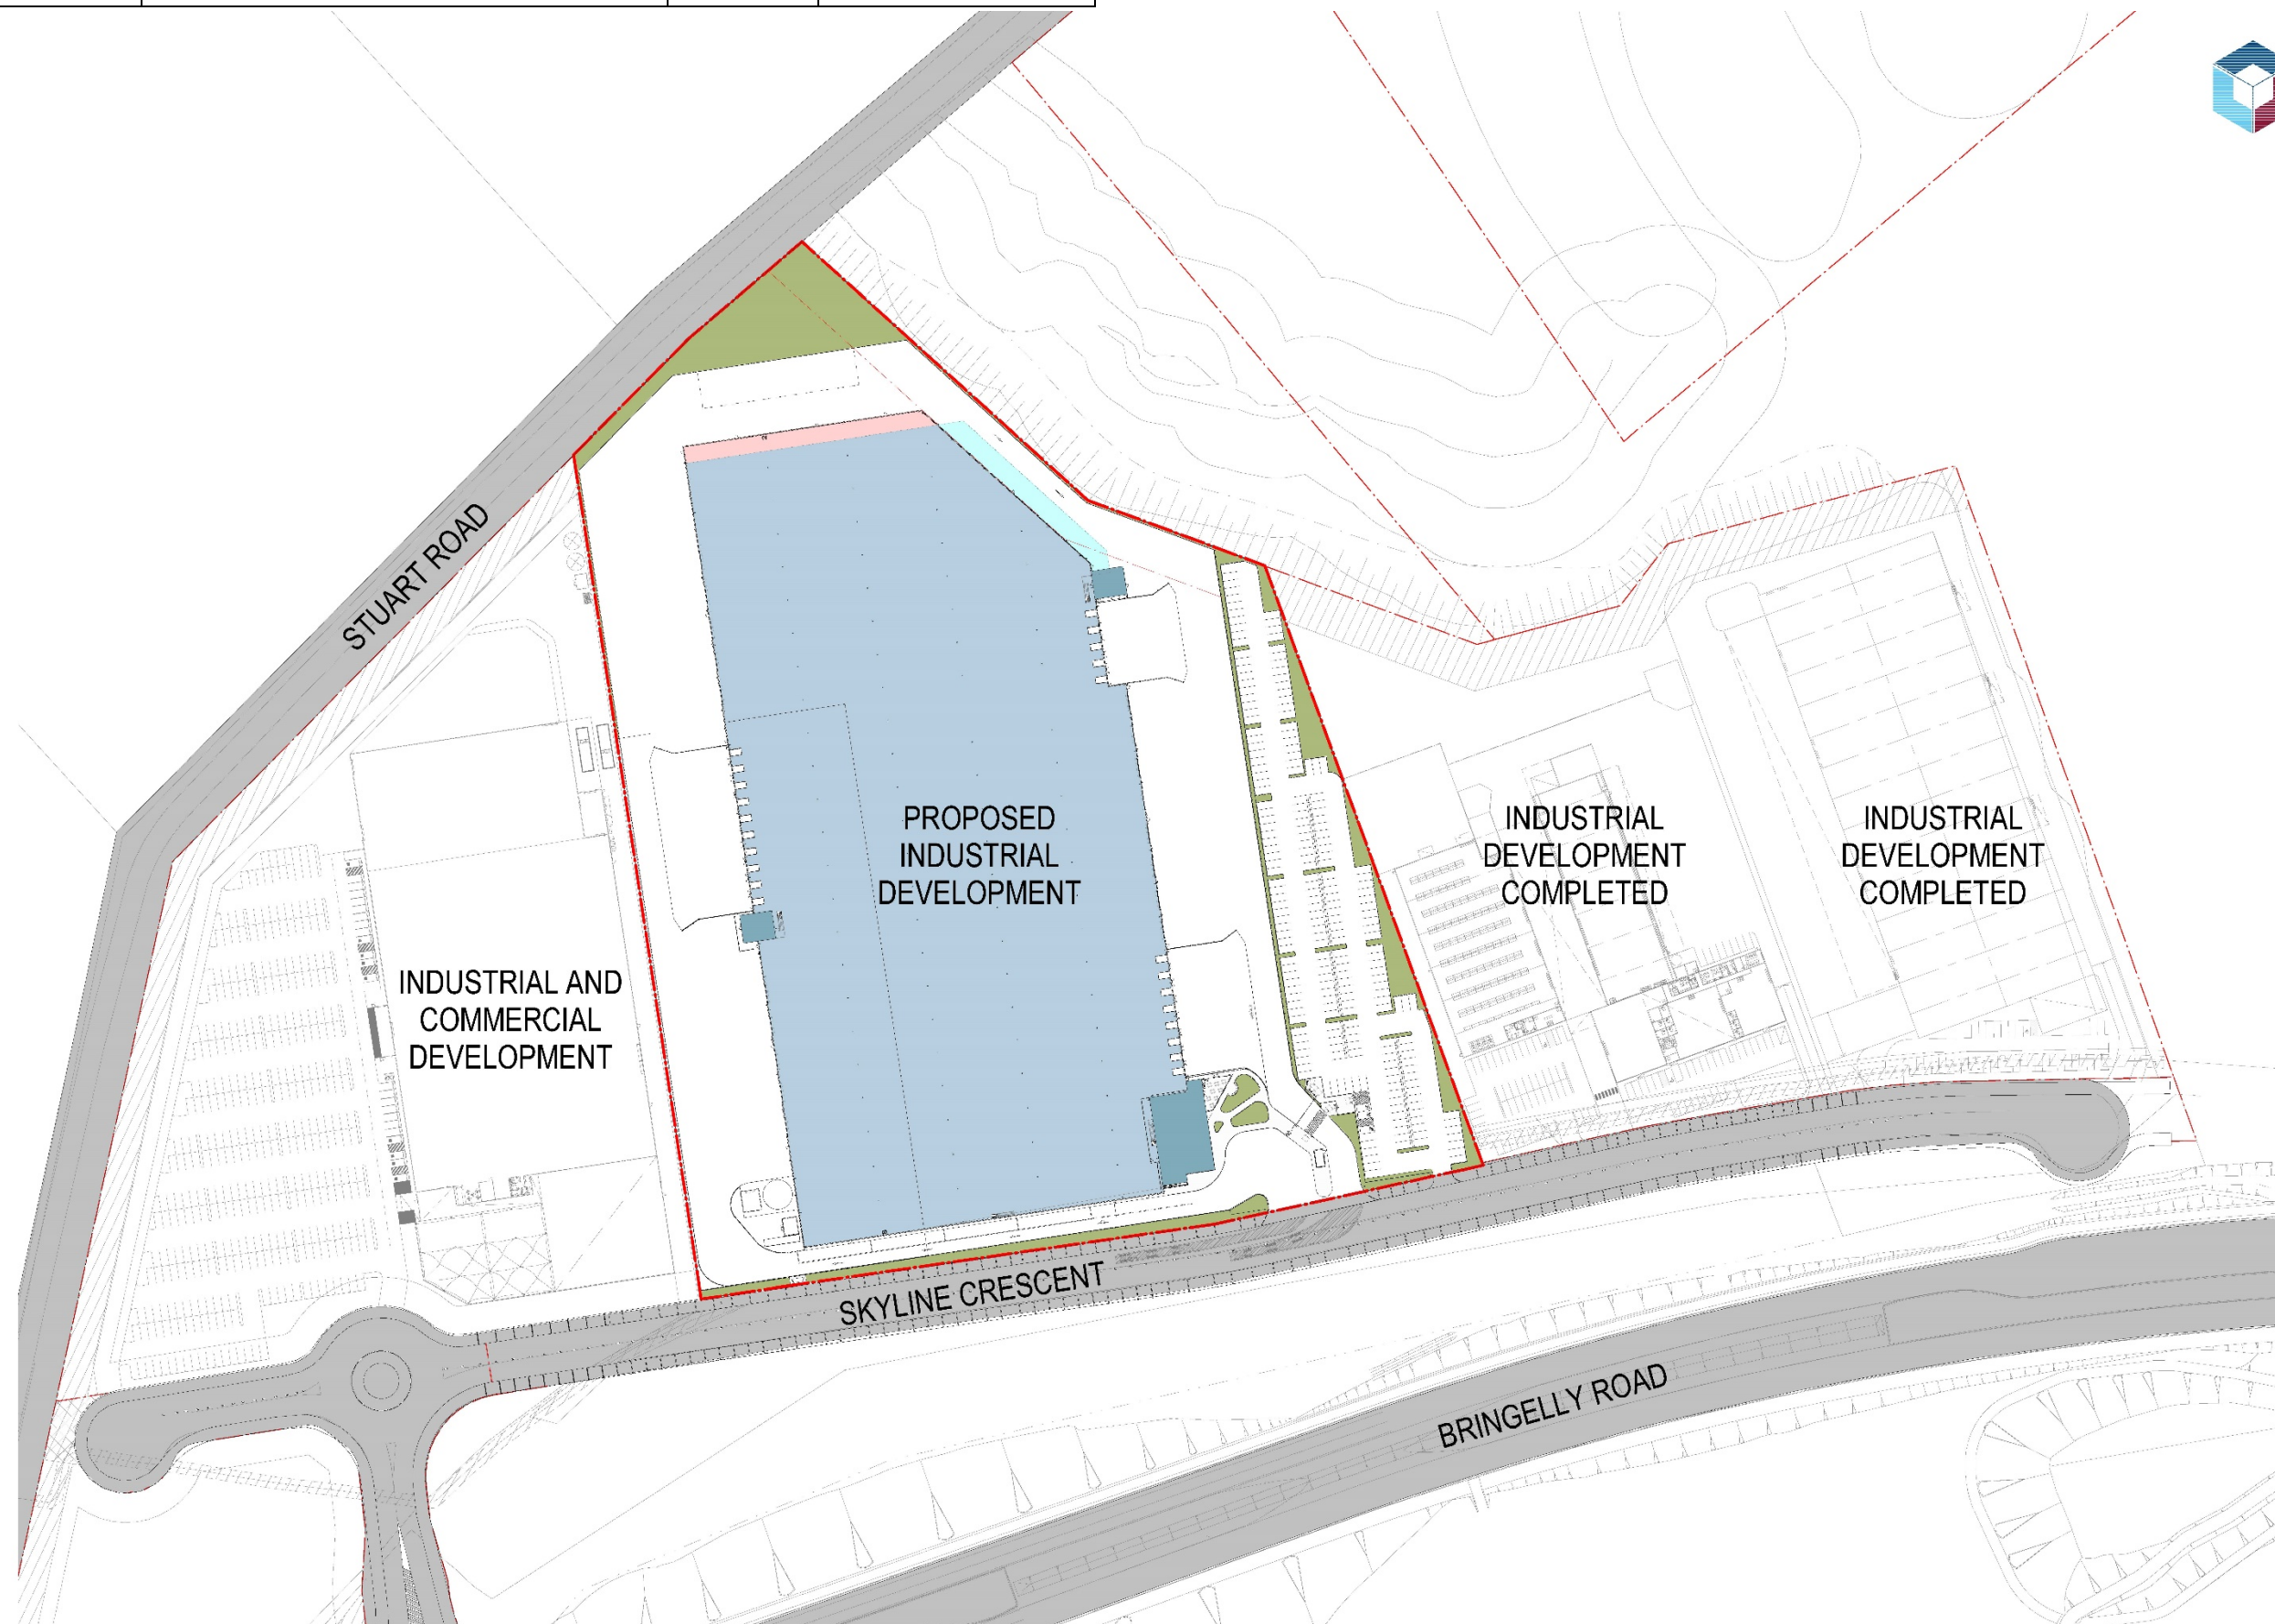 STUART ROAD
PROPOSED
INDUSTRIAL
DEVELOPMENT
INDUSTRIAL
DEVELOPMENT
COMPLETED
INDUSTRIAL
DEVELOPMENT
COMPLETED
INDUSTRIAL AND
COMMERCIAL
DEVELOPMENT
SKYLINE CRESCENT
BRINGELLY ROAD